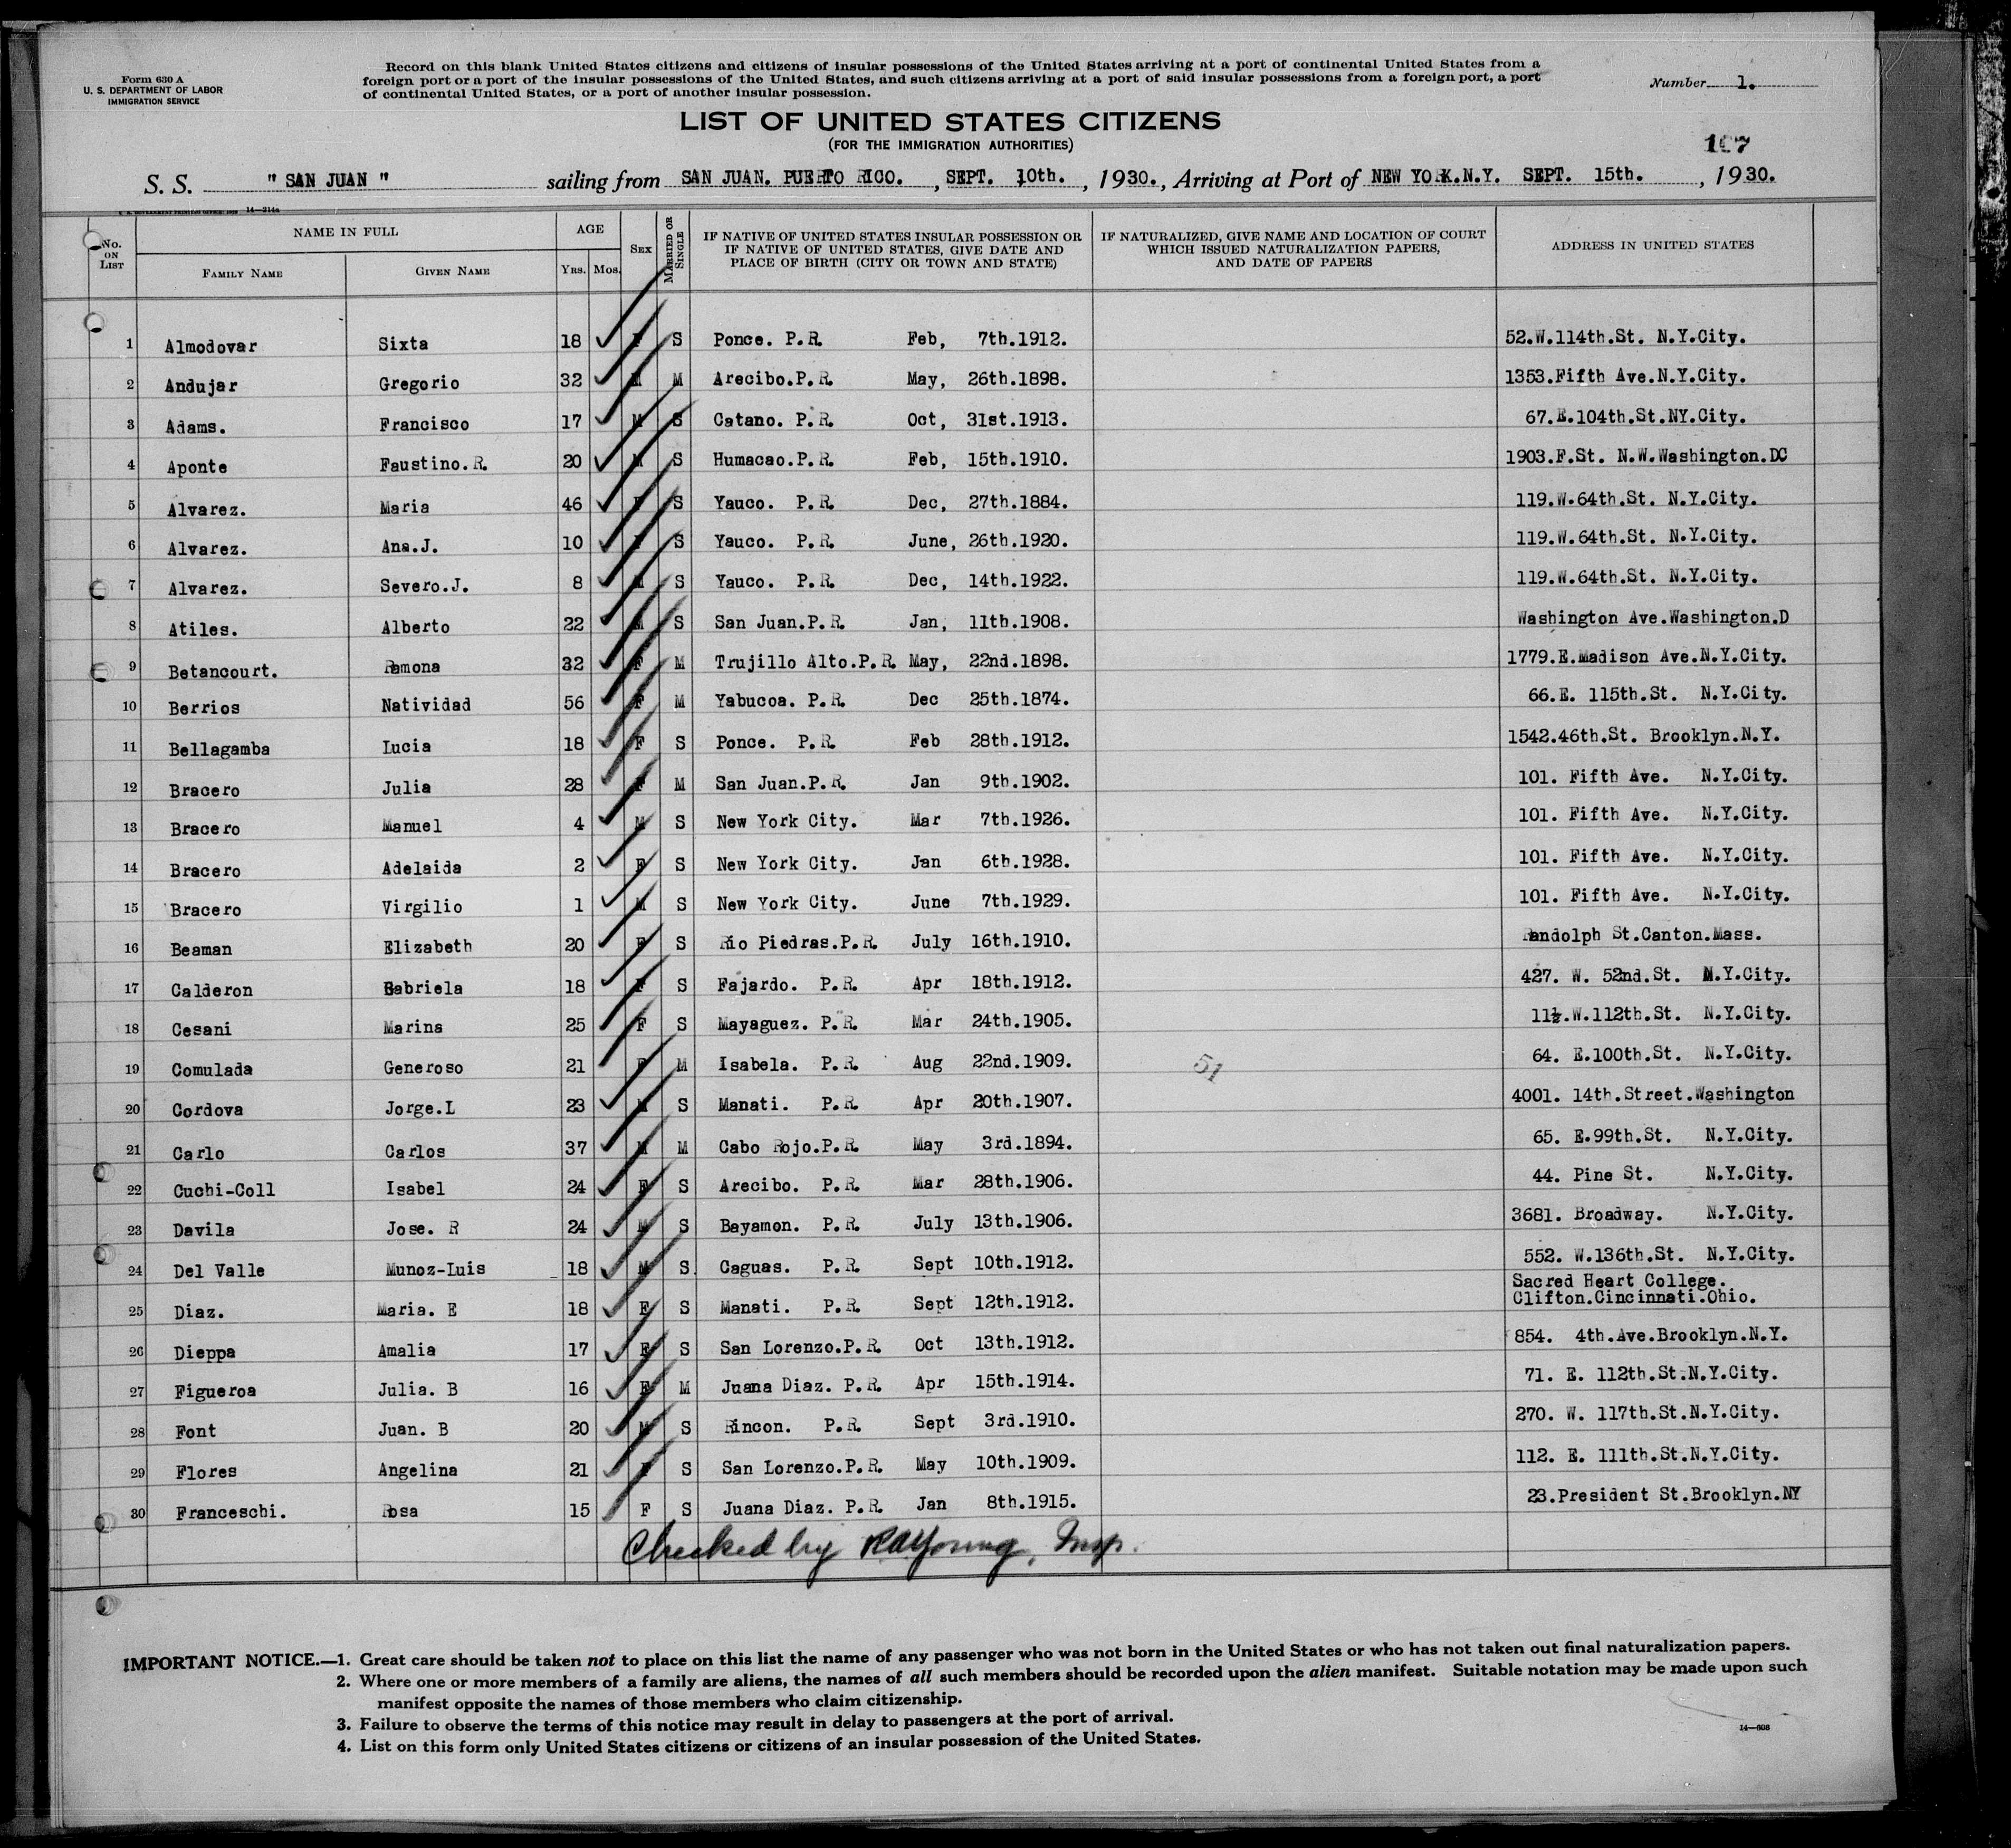 Form 630 A
U. S. DEPARTMENT OF LABOR
IMMIGRATION SERVICE
Record on this blank United States citizens and citizens of insular possessions of the United States arriving at a port of continental United States from a
foreign port or a port of the insular possessions of the United States, and such citizens arriving at a port of said insular possessions from a foreign port, a port
of continental United States, or a port of another insular possession.
Number 1.
LIST OF UNITED STATES CITIZENS
(FOR THE IMMIGRATION AUTHORITIES)
107
S. S. " SAN JUAN " sailing from SAN JUAN. PUERTO RICO. , SEPT. 10th. , 1930. , Arriving at Port of NEW YORK.N.Y. SEPT. 15th. , 1930.
14—214a
No. ON LIST NAME IN FULL AGE SEX MARRIED OR SINGLE IF NATIVE OF UNITED STATES INSULAR POSSESSION OR IF NATIVE OF UNITED STATES, GIVE DATE AND PLACE OF BIRTH (CITY OR TOWN AND STATE) IF NATURALIZED, GIVE NAME AND LOCATION OF COURT WHICH ISSUED NATURALIZATION PAPERS, AND DATE OF PAPERS ADDRESS IN UNITED STATES
FAMILY NAME GIVEN NAME YRS. MOS.
1 Almodovar Sixta 18 F S Ponce. P.R. Feb, 7th.1912. 52.W.114th.St. N.Y.City.
2 Andujar Gregorio 32 M M Arecibo.P.R. May, 26th.1898. 1353.Fifth Ave.N.Y.City.
3 Adams. Francisco 17 M S Catano. P.R. Oct, 31st.1913. 67.E.104th.St.NY.City.
4 Aponte Faustino.R. 20 M S Humacao.P.R. Feb, 15th.1910. 1903.F.St. N.W.Washington.DC
5 Alvarez. Maria 46 F S Yauco. P.R. Dec, 27th.1884. 119.W.64th.St. N.Y.City.
6 Alvarez. Ana.J. 10 F S Yauco. P.R. June, 26th.1920. 119.W.64th.St. N.Y.City.
7 Alvarez. Severo.J. 8 M S Yauco. P.R. Dec, 14th.1922. 119.W.64th.St. N.Y.City.
8 Atiles. Alberto 22 M S San Juan.P.R. Jan, 11th.1908. Washington Ave.Washington.D
9 Betancourt. Ramona 32 F M Trujillo Alto.P.R. May, 22nd.1898. 1779.E.Madison Ave.N.Y.City.
10 Berrios Natividad 56 F M Yabucoa. P.R. Dec 25th.1874. 66.E. 115th.St. N.Y.City.
11 Bellagamba Lucia 18 F S Ponce. P.R. Feb 28th.1912. 1542.46th.St. Brooklyn.N.Y.
12 Bracero Julia 28 F M San Juan.P.R. Jan 9th.1902. 101. Fifth Ave. N.Y.City.
13 Bracero Manuel 4 M S New York City. Mar 7th.1926. 101. Fifth Ave. N.Y.City.
14 Bracero Adelaida 2 F S New York City. Jan 6th.1928. 101. Fifth Ave. N.Y.City.
15 Bracero Virgilio 1 M S New York City. June 7th.1929. 101. Fifth Ave. N.Y.City.
16 Beaman Elizabeth 20 F S Rio Piedras.P.R. July 16th.1910. Randolph St.Canton.Mass.
17 Calderon Gabriela 18 F S Fajardo. P.R. Apr 18th.1912. 427. W. 52nd.St. N.Y.City.
18 Cesani Marina 25 F S Mayaguez. P.R. Mar 24th.1905. 11½.W.112th.St. N.Y.City.
19 Comulada Generoso 21 F M Isabela. P.R. Aug 22nd.1909. 51 64. E.100th.St. N.Y.City.
20 Cordova Jorge.L 23 M S Manati. P.R. Apr 20th.1907. 4001. 14th.Street.Washington
21 Carlo Carlos 37 M M Cabo Rojo.P.R. May 3rd.1894. 65. E.99th.St. N.Y.City.
22 Cuchi-Coll Isabel 24 F S Arecibo. P.R. Mar 28th.1906. 44. Pine St. N.Y.City.
23 Davila Jose. R 24 M S Bayamon. P.R. July 13th.1906. 3681. Broadway. N.Y.City.
24 Del Valle Munoz-Luis 18 M S. Caguas. P.R. Sept 10th.1912. 552. W.136th.St. N.Y.City.
25 Diaz. Maria. E 18 F S Manati. P.R. Sept 12th.1912. Sacred Heart College. Clifton.Cincinnati.Ohio.
26 Dieppa Amalia 17 F S San Lorenzo.P.R. Oct 13th.1912. 854. 4th.Ave.Brooklyn.N.Y.
27 Figueroa Julia. B 16 F M Juana Diaz. P.R. Apr 15th.1914. 71. E. 112th.St.N.Y.City.
28 Font Juan. B 20 M S Rincon. P.R. Sept 3rd.1910. 270. W. 117th.St.N.Y.City.
29 Flores Angelina 21 F S San Lorenzo.P.R. May 10th.1909. 112. E. 111th.St.N.Y.City.
30 Franceschi. Rosa 15 F S Juana Diaz. P.R. Jan 8th.1915. 23.President St.Brooklyn.NY
Checked by RAYoung, Insp.
IMPORTANT NOTICE.—1. Great care should be taken not to place on this list the name of any passenger who was not born in the United States or who has not taken out final naturalization papers.
2. Where one or more members of a family are aliens, the names of all such members should be recorded upon the alien manifest. Suitable notation may be made upon such
manifest opposite the names of those members who claim citizenship.
3. Failure to observe the terms of this notice may result in delay to passengers at the port of arrival.
4. List on this form only United States citizens or citizens of an insular possession of the United States.
14—608